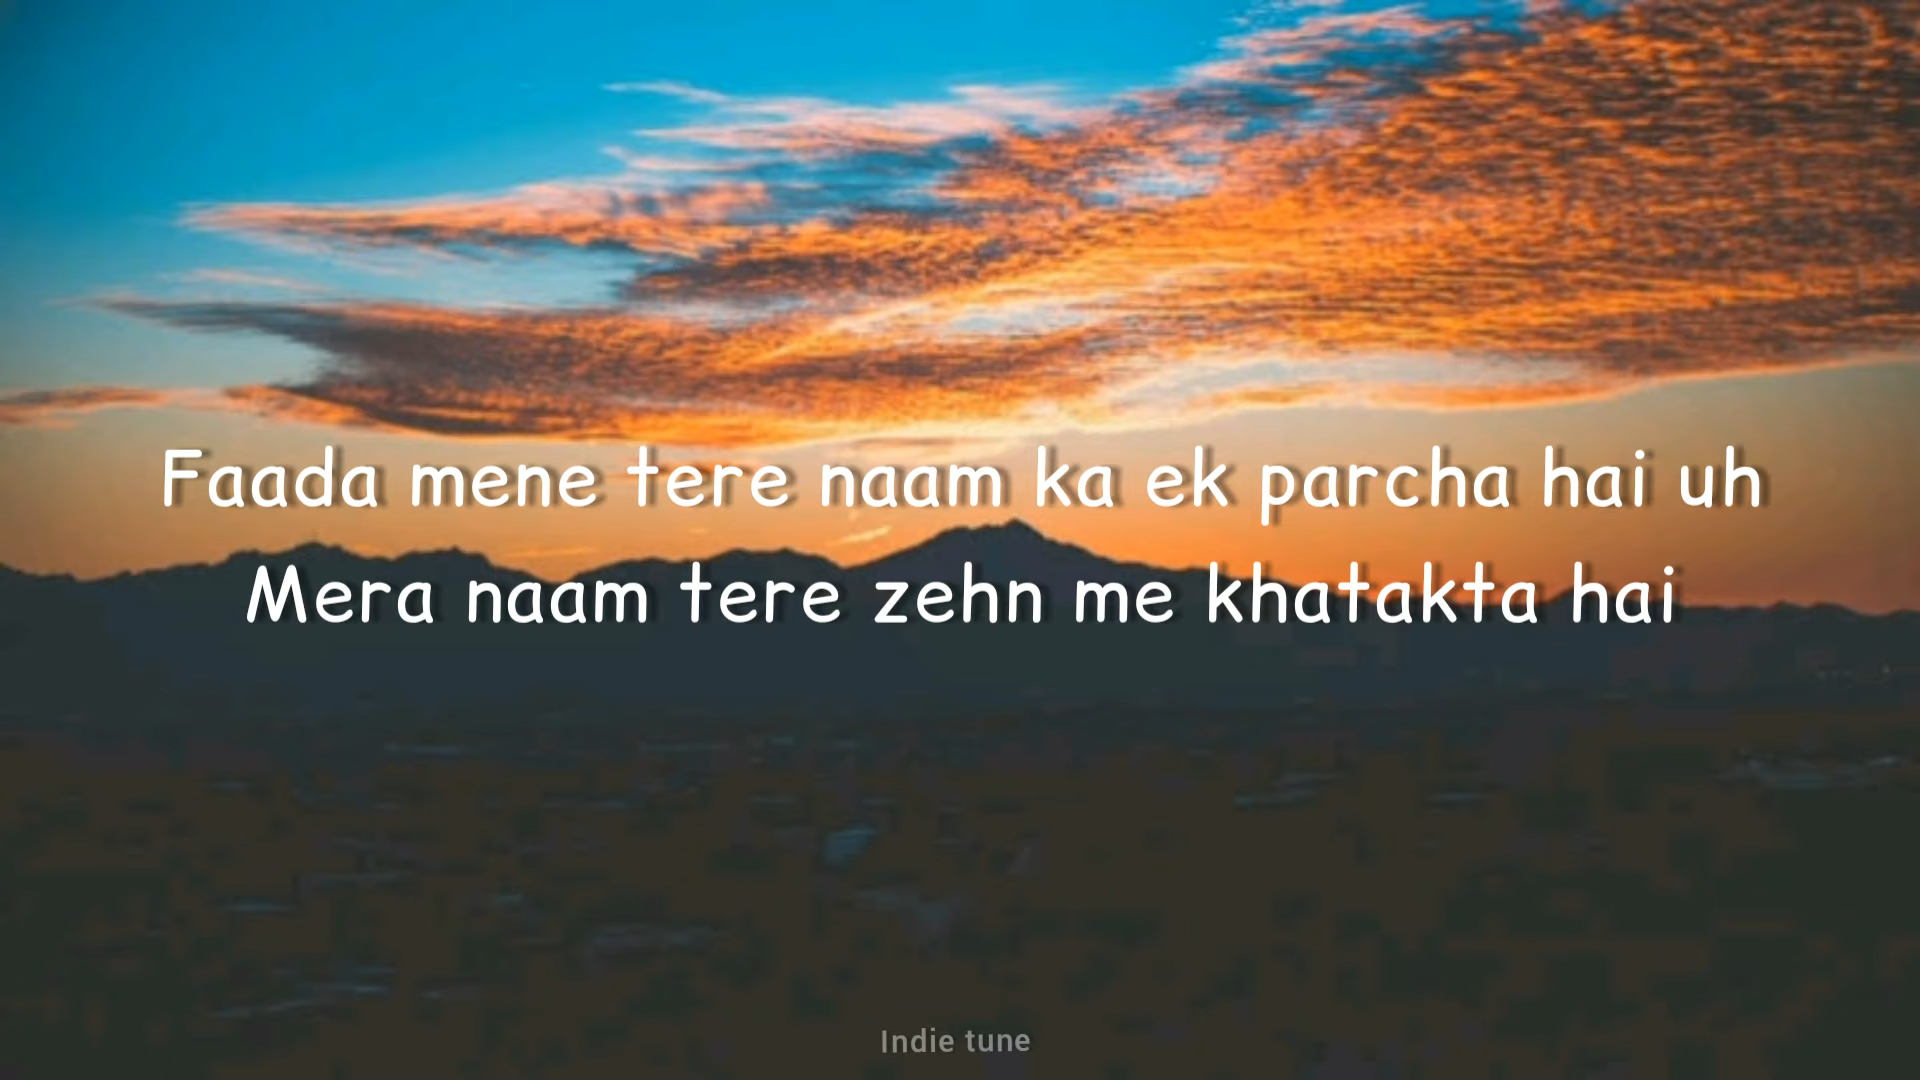 Faada mene tere naam ka ek parcha hai uh
Mera naam tere zehn me khatakta hai
Indie tune